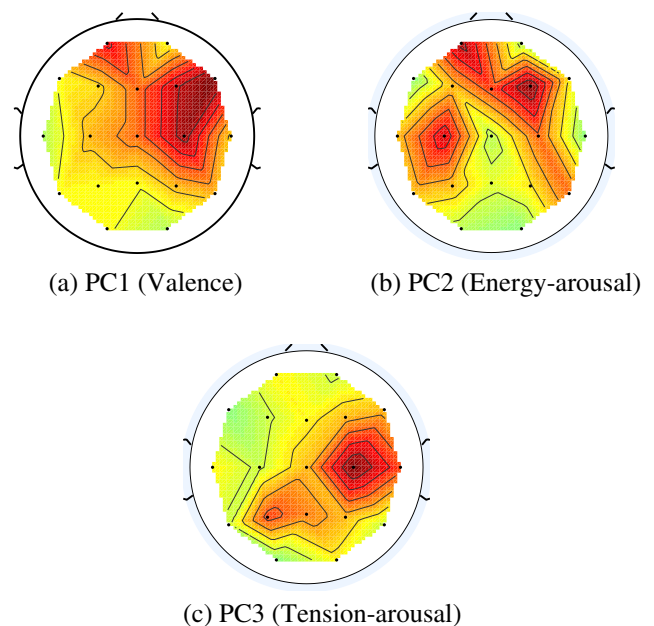 (a) PC1 (Valence)
(b) PC2 (Energy-arousal)
(c) PC3 (Tension-arousal)